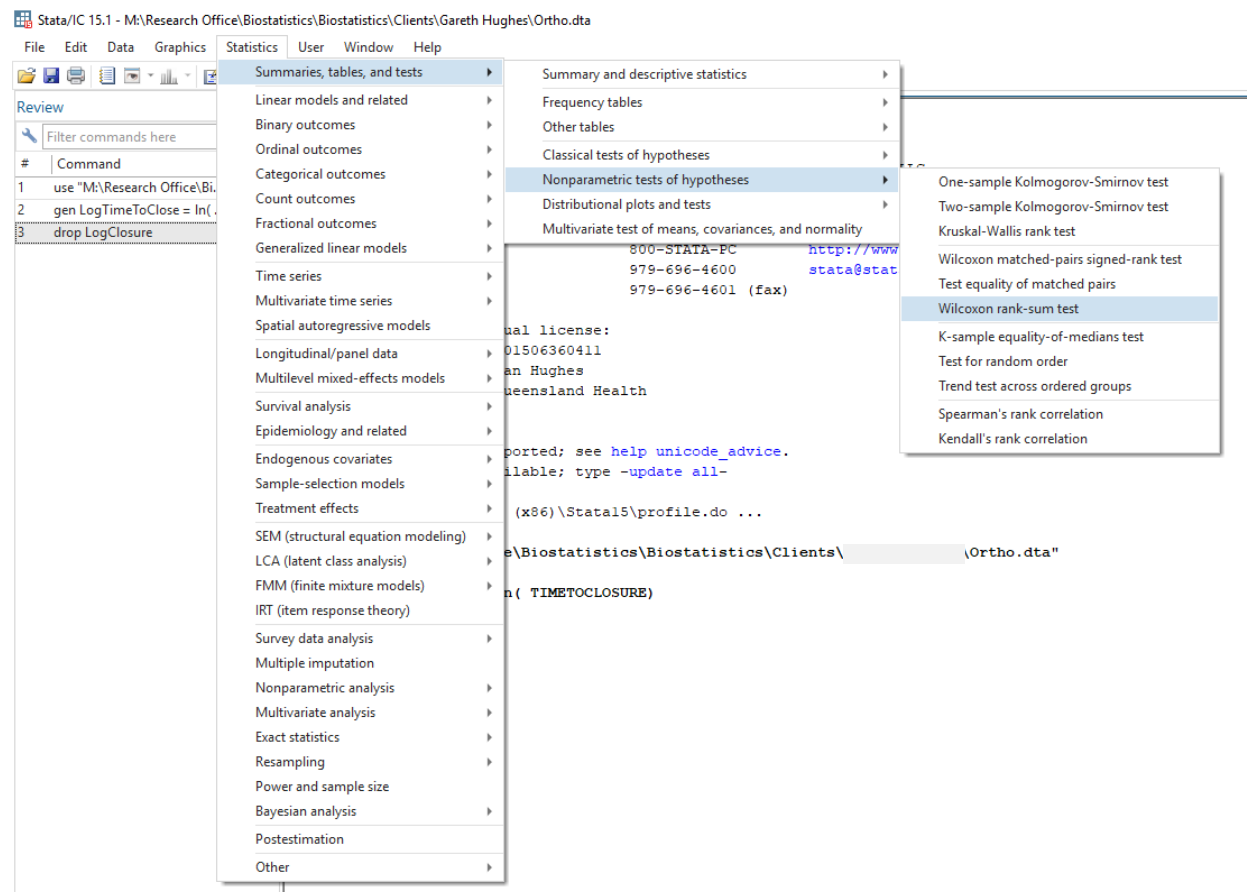 Stata/IC 15.1 - M:\Research Office\Biostatistics\Biostatistics\Clients\Gareth Hughes\Ortho.dta
File Edit Data Graphics Statistics User Window Help
Review
Filter commands here
# Command
1 use "M:\Research Office\Bi...
2 gen LogTimeToClose = ln( ...
3 drop LogClosure
Summaries, tables, and tests
Linear models and related
Binary outcomes
Ordinal outcomes
Categorical outcomes
Count outcomes
Fractional outcomes
Generalized linear models
Time series
Multivariate time series
Spatial autoregressive models
Longitudinal/panel data
Multilevel mixed-effects models
Survival analysis
Epidemiology and related
Endogenous covariates
Sample-selection models
Treatment effects
SEM (structural equation modeling)
LCA (latent class analysis)
FMM (finite mixture models)
IRT (item response theory)
Survey data analysis
Multiple imputation
Nonparametric analysis
Multivariate analysis
Exact statistics
Resampling
Power and sample size
Bayesian analysis
Postestimation
Other
Summary and descriptive statistics
Frequency tables
Other tables
Classical tests of hypotheses
Nonparametric tests of hypotheses
Distributional plots and tests
Multivariate test of means, covariances, and normality
One-sample Kolmogorov-Smirnov test
Two-sample Kolmogorov-Smirnov test
Kruskal-Wallis rank test
Wilcoxon matched-pairs signed-rank test
Test equality of matched pairs
Wilcoxon rank-sum test
K-sample equality-of-medians test
Test for random order
Trend test across ordered groups
Spearman's rank correlation
Kendall's rank correlation
800-STATA-PC http://www
979-696-4600 stata@stat
979-696-4601 (fax)
ual license:
01506360411
an Hughes
ueensland Health
ported; see help unicode_advice.
ilable; type -update all-
(x86)\Stata15\profile.do ...
e\Biostatistics\Biostatistics\Clients\ \Ortho.dta"
n( TIMETOCLOSURE)